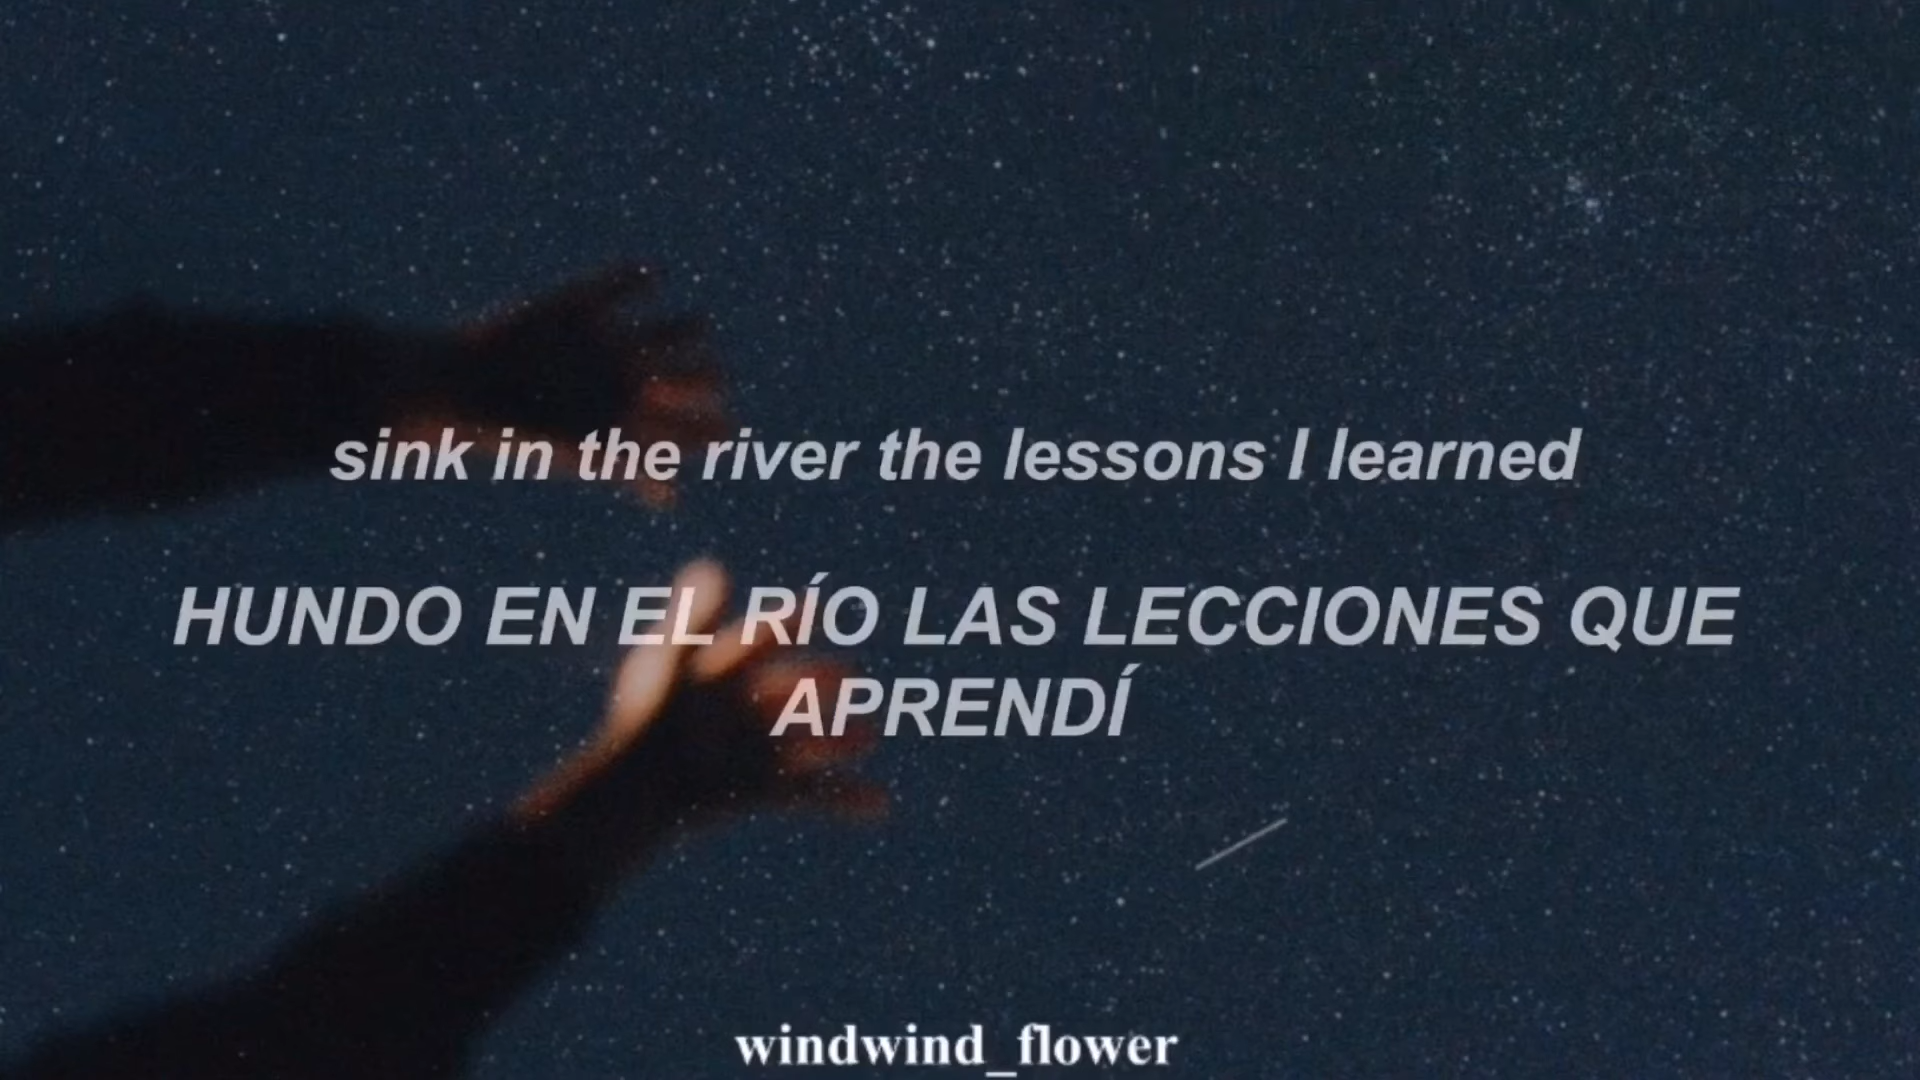 sink in the river the lessons I learned
HUNDO EN EL RÍO LAS LECCIONES QUE
APRENDÍ
windwind_flower